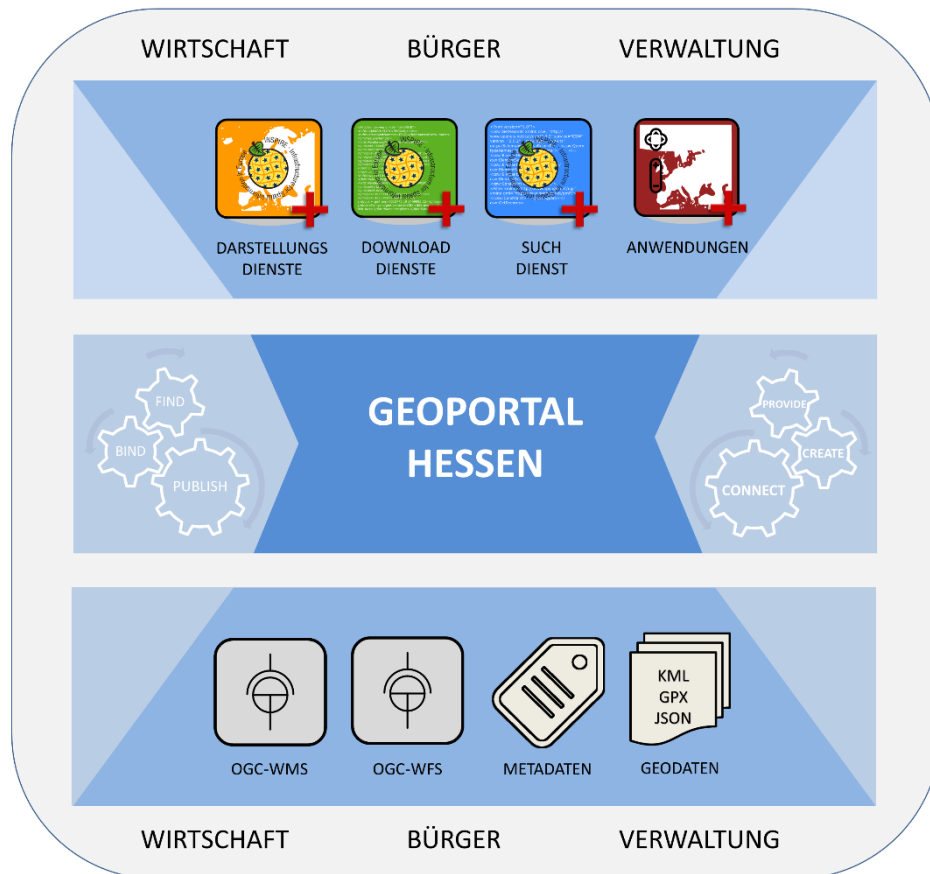 WIRTSCHAFT BÜRGER VERWALTUNG
DARSTELLUNGS
DIENSTE
DOWNLOAD
DIENSTE
SUCH
DIENST
ANWENDUNGEN
FIND
BIND
PUBLISH
GEOPORTAL
HESSEN
PROVIDE
CREATE
CONNECT
KML
GPX
JSON
OGC-WMS
OGC-WFS
METADATEN
GEODATEN
WIRTSCHAFT BÜRGER VERWALTUNG